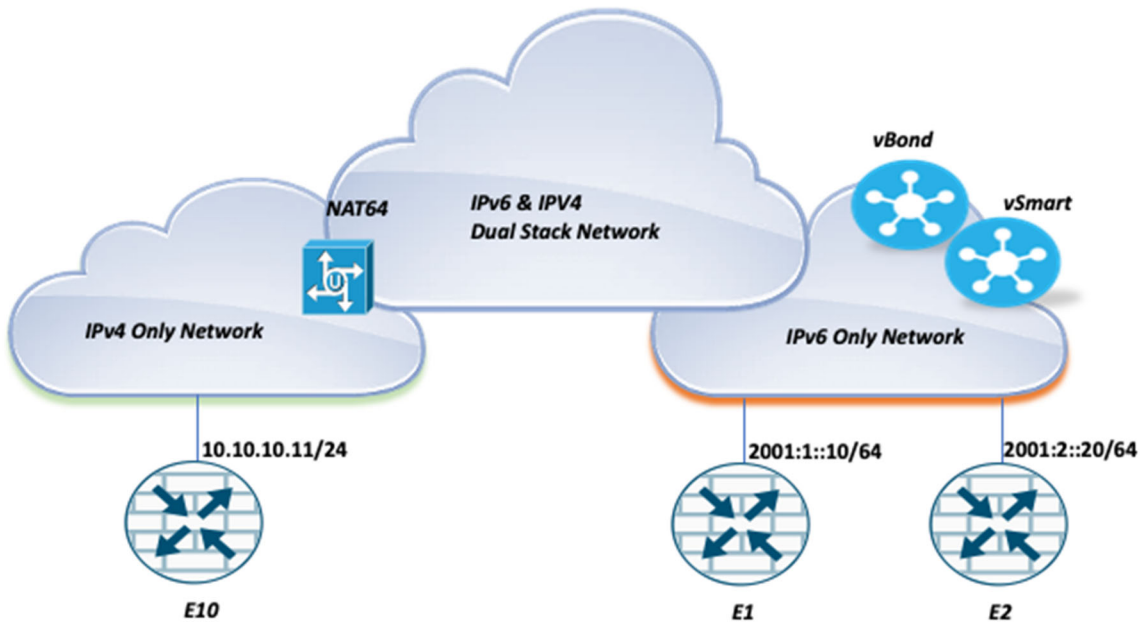 vBond
vSmart
NAT64
IPv6 & IPV4
Dual Stack Network
U
IPv4 Only Network
IPv6 Only Network
10.10.10.11/24
2001:1::10/64
2001:2::20/64
E10
E1
E2